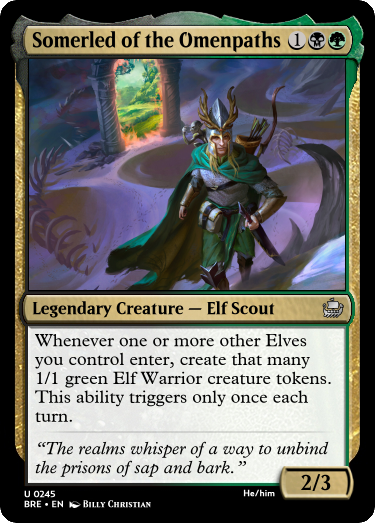 Somerled of the Omenpaths 1
Legendary Creature — Elf Scout
Whenever one or more other Elves
you control enter, create that many
1/1 green Elf Warrior creature tokens.
This ability triggers only once each
turn.
“The realms whisper of a way to unbind
the prisons of sap and bark.”
2/3
U 0245
BRE • EN Billy Christian
He/him